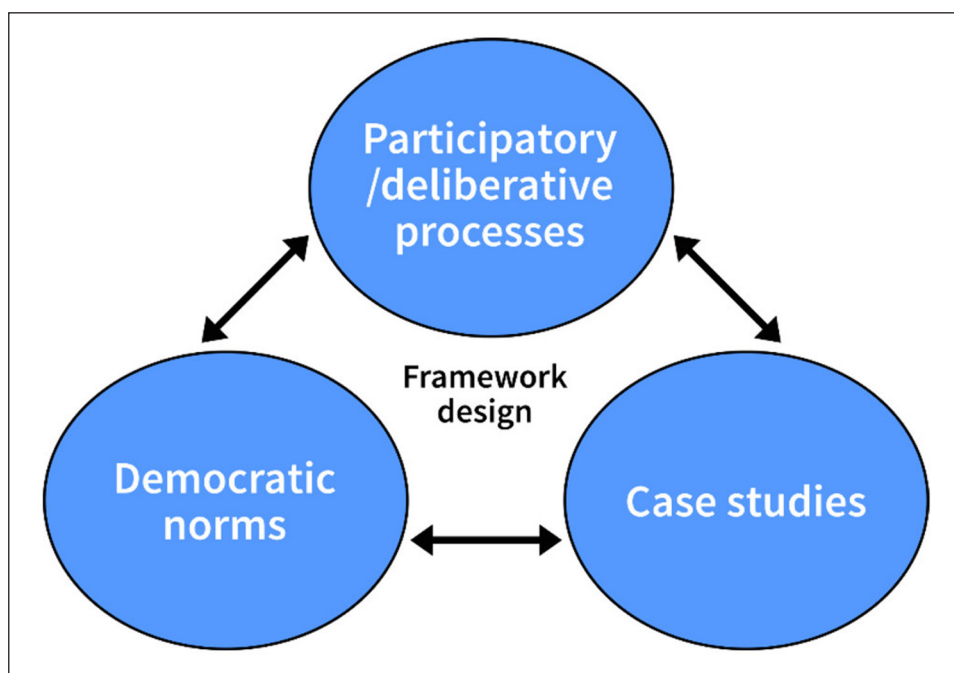 Participatory
/deliberative
processes
Framework
design
Democratic
norms
Case studies